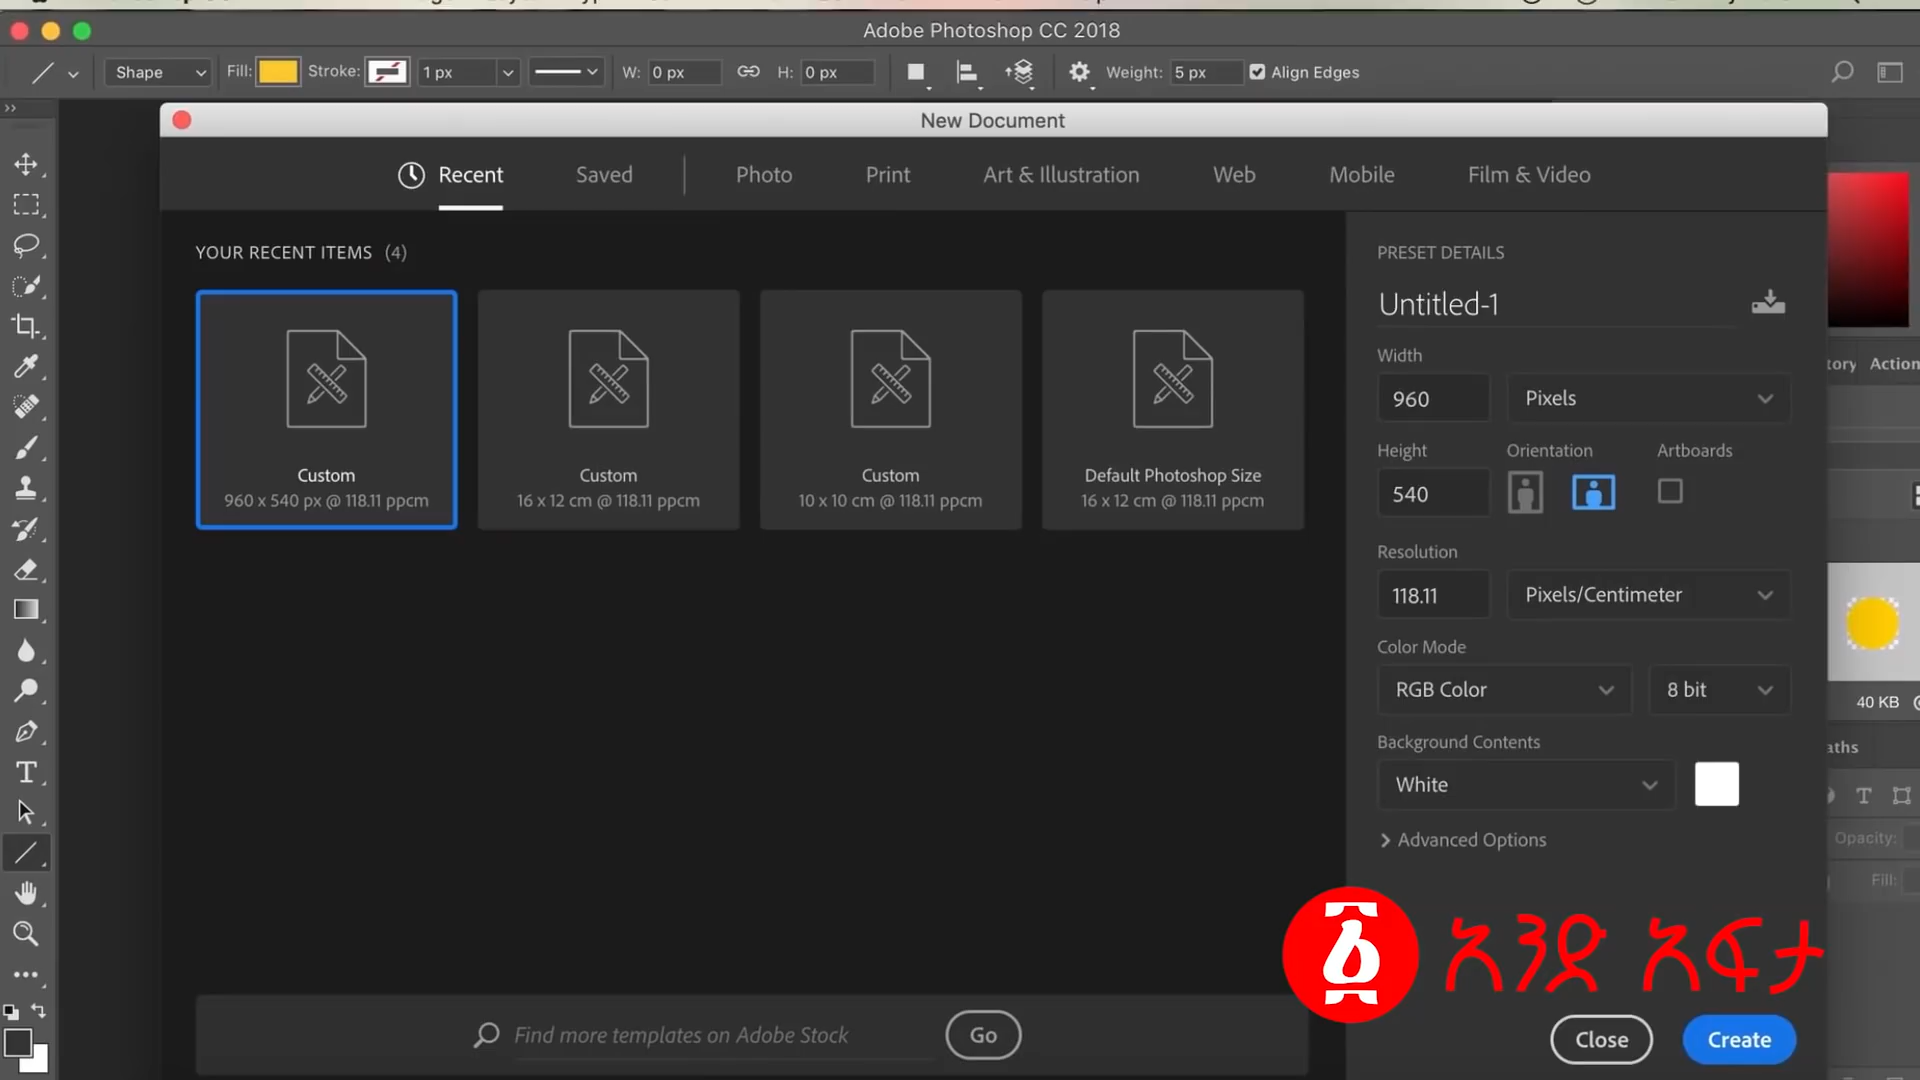 Adobe Photoshop CC 2018
Shape Fill: Stroke: 1 px W: 0 px H: 0 px Weight: 5 px Align Edges
New Document
Recent Saved Photo Print Art & Illustration Web Mobile Film & Video
YOUR RECENT ITEMS (4)
Custom
960 x 540 px @ 118.11 ppcm
Custom
16 x 12 cm @ 118.11 ppcm
Custom
10 x 10 cm @ 118.11 ppcm
Default Photoshop Size
16 x 12 cm @ 118.11 ppcm
PRESET DETAILS
Untitled-1
Width
960 Pixels
Height Orientation Artboards
540
Resolution
118.11 Pixels/Centimeter
Color Mode
RGB Color 8 bit
Background Contents
White
Advanced Options
Find more templates on Adobe Stock Go
Close Create
40 KB
Opacity:
Fill:
፩ አንድ አፍታ